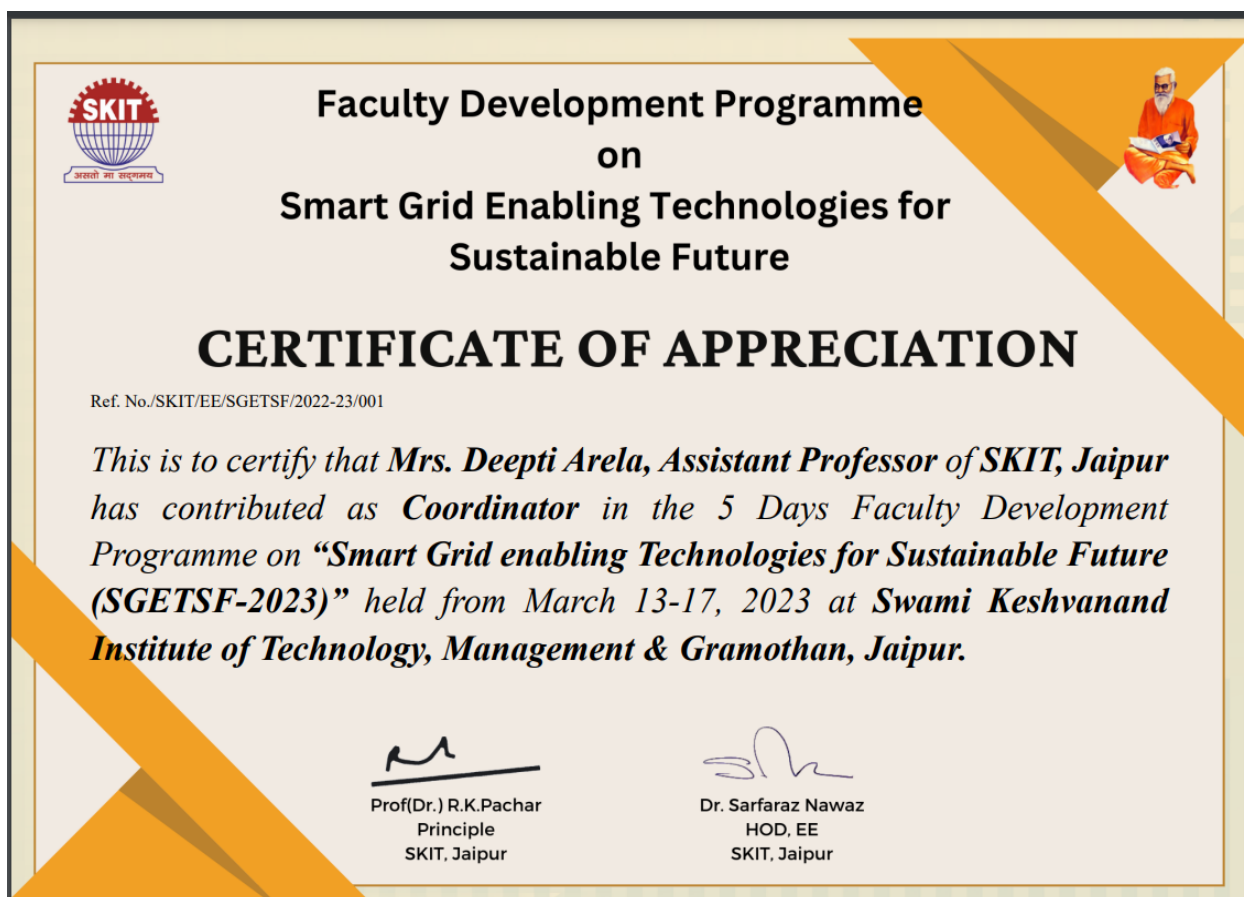 SKIT
असतो मा सद्गमय
Faculty Development Programme
on
Smart Grid Enabling Technologies for
Sustainable Future
CERTIFICATE OF APPRECIATION
Ref. No./SKIT/EE/SGETSF/2022-23/001
This is to certify that Mrs. Deepti Arela, Assistant Professor of SKIT, Jaipur
has contributed as Coordinator in the 5 Days Faculty Development
Programme on “Smart Grid enabling Technologies for Sustainable Future
(SGETSF-2023)” held from March 13-17, 2023 at Swami Keshvanand
Institute of Technology, Management & Gramothan, Jaipur.
Prof(Dr.) R.K.Pachar
Principle
SKIT, Jaipur
Dr. Sarfaraz Nawaz
HOD, EE
SKIT, Jaipur